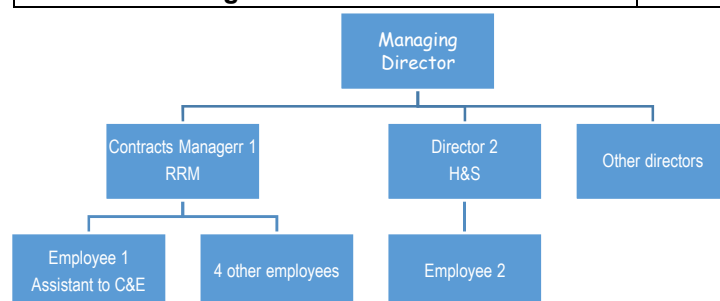 Managing
Director
Contracts Managerr 1
RRM
Director 2
H&S
Other directors
Employee 1
Assistant to C&E
4 other employees
Employee 2